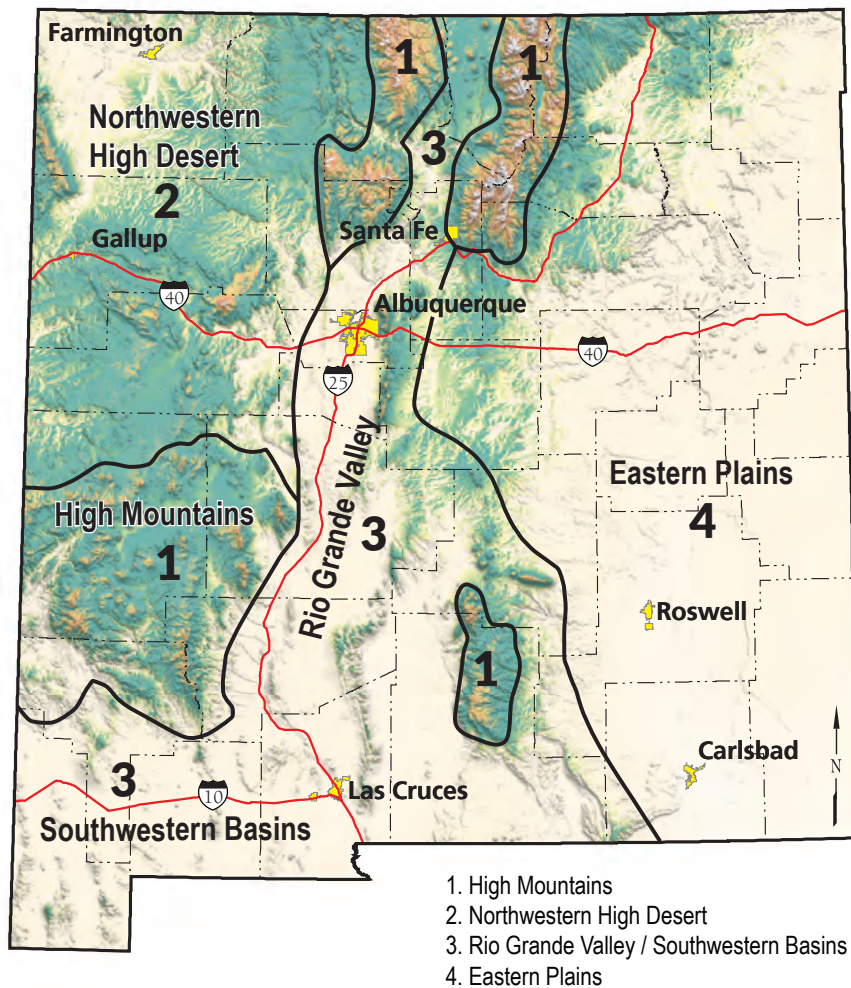 Farmington
1
1
Northwestern
High Desert
3
2
Santa Fe
Gallup
40
Albuquerque
40
25
Rio Grande Valley
Eastern Plains
High Mountains
4
3
1
Roswell
1
Carlsbad
N
3
10
Las Cruces
Southwestern Basins
1. High Mountains
2. Northwestern High Desert
3. Rio Grande Valley / Southwestern Basins
4. Eastern Plains